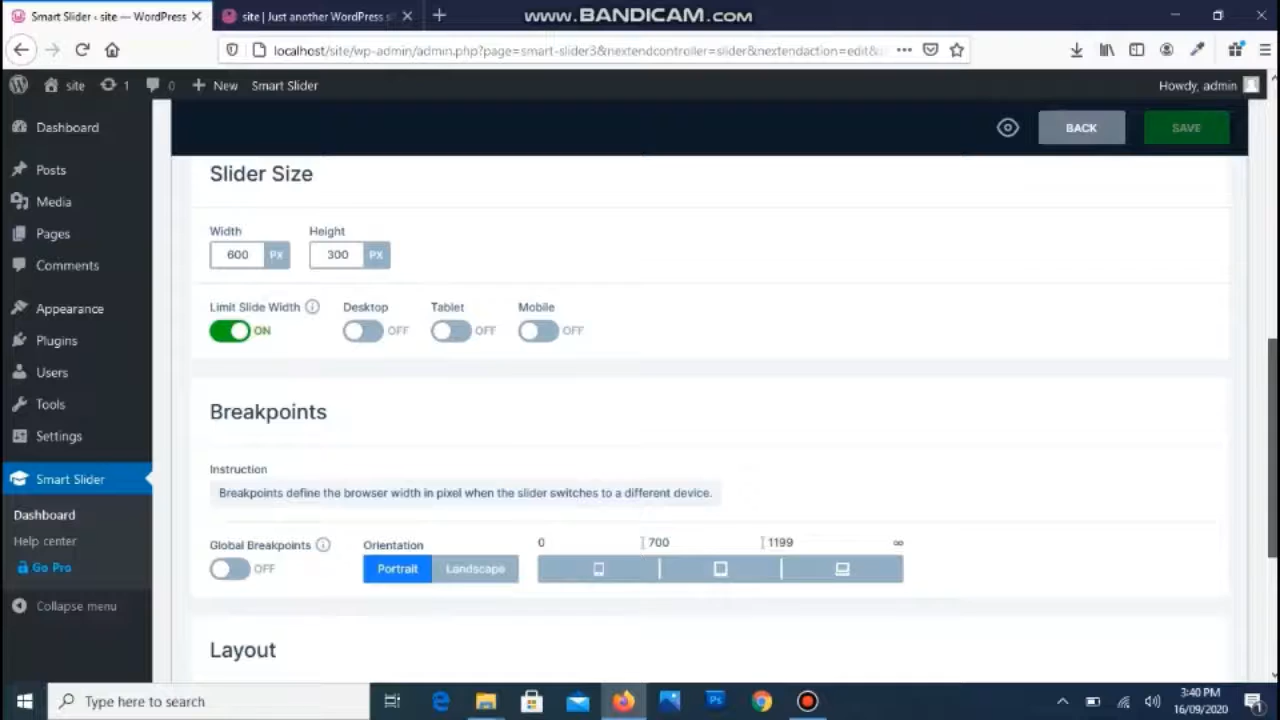 Smart Slider ‹ site — WordPress
site | Just another WordPress s
www.BANDICAM.com
localhost/site/wp-admin/admin.php?page=smart-slider3&nextendcontroller=slider&nextendaction=edit&
site
1
0
New
Smart Slider
Howdy, admin
BACK
SAVE
Dashboard
Posts
Media
Pages
Comments
Appearance
Plugins
Users
Tools
Settings
Smart Slider
Dashboard
Help center
Go Pro
Collapse menu
Slider Size
Width Height
600 PX 300 PX
Limit Slide Width Desktop Tablet Mobile
ON OFF OFF OFF
Breakpoints
Instruction
Breakpoints define the browser width in pixel when the slider switches to a different device.
Global Breakpoints Orientation 0 700 1199 ∞
OFF Portrait Landscape
Layout
Type here to search
Ps
3:40 PM
16/09/2020
1